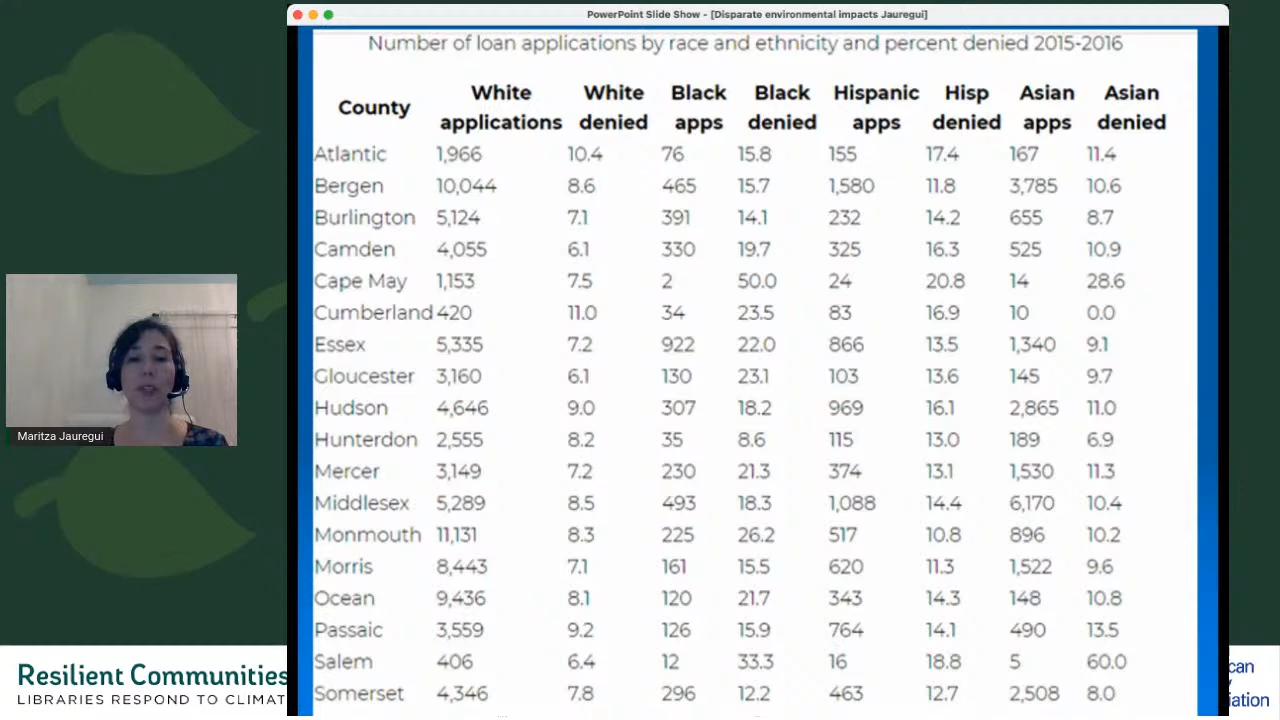 PowerPoint Slide Show - [Disparate environmental impacts Jauregui]
Number of loan applications by race and ethnicity and percent denied 2015-2016
County White applications White denied Black apps Black denied Hispanic apps Hisp denied Asian apps Asian denied
Atlantic 1,966 10.4 76 15.8 155 17.4 167 11.4
Bergen 10,044 8.6 465 15.7 1,580 11.8 3,785 10.6
Burlington 5,124 7.1 391 14.1 232 14.2 655 8.7
Camden 4,055 6.1 330 19.7 325 16.3 525 10.9
Cape May 1,153 7.5 2 50.0 24 20.8 14 28.6
Cumberland 420 11.0 34 23.5 83 16.9 10 0.0
Essex 5,335 7.2 922 22.0 866 13.5 1,340 9.1
Gloucester 3,160 6.1 130 23.1 103 13.6 145 9.7
Hudson 4,646 9.0 307 18.2 969 16.1 2,865 11.0
Hunterdon 2,555 8.2 35 8.6 115 13.0 189 6.9
Mercer 3,149 7.2 230 21.3 374 13.1 1,530 11.3
Middlesex 5,289 8.5 493 18.3 1,088 14.4 6,170 10.4
Monmouth 11,131 8.3 225 26.2 517 10.8 896 10.2
Morris 8,443 7.1 161 15.5 620 11.3 1,522 9.6
Ocean 9,436 8.1 120 21.7 343 14.3 148 10.8
Passaic 3,559 9.2 126 15.9 764 14.1 490 13.5
Salem 406 6.4 12 33.3 16 18.8 5 60.0
Somerset 4,346 7.8 296 12.2 463 12.7 2,508 8.0
Maritza Jauregui
Resilient Communities
LIBRARIES RESPOND TO CLIMAT
can
iation